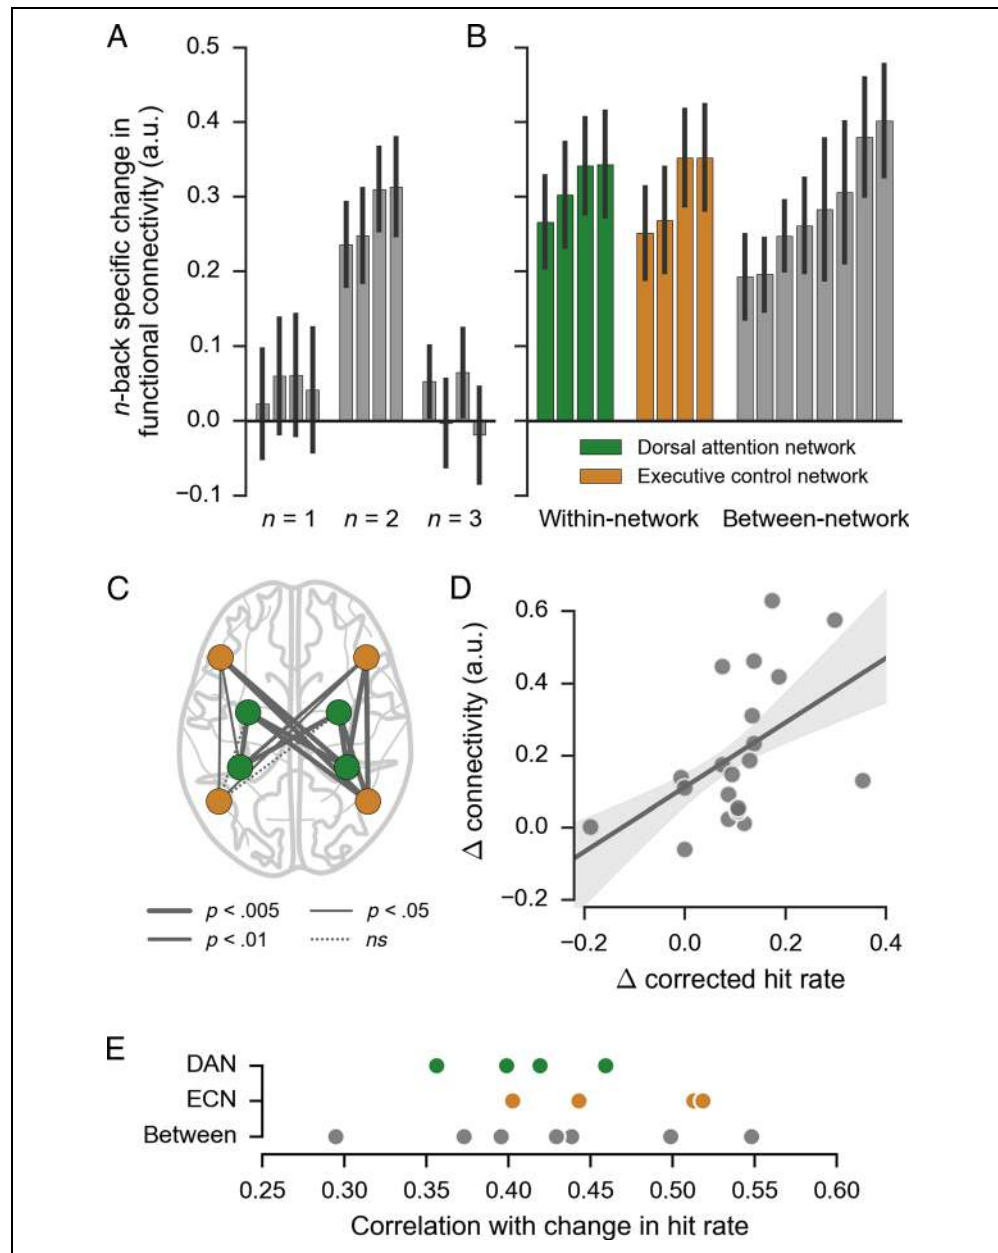 A
B
n-back specific change in
functional connectivity (a.u.)
0.5
0.4
0.3
0.2
0.1
0.0
−0.1
n = 1
n = 2
n = 3
Dorsal attention network
Executive control network
Within-network
Between-network
C
p < .005
p < .05
p < .01
ns
D
Δ connectivity (a.u.)
0.6
0.4
0.2
0.0
−0.2
−0.2
0.0
0.2
0.4
Δ corrected hit rate
E
DAN
ECN
Between
0.25
0.30
0.35
0.40
0.45
0.50
0.55
0.60
Correlation with change in hit rate